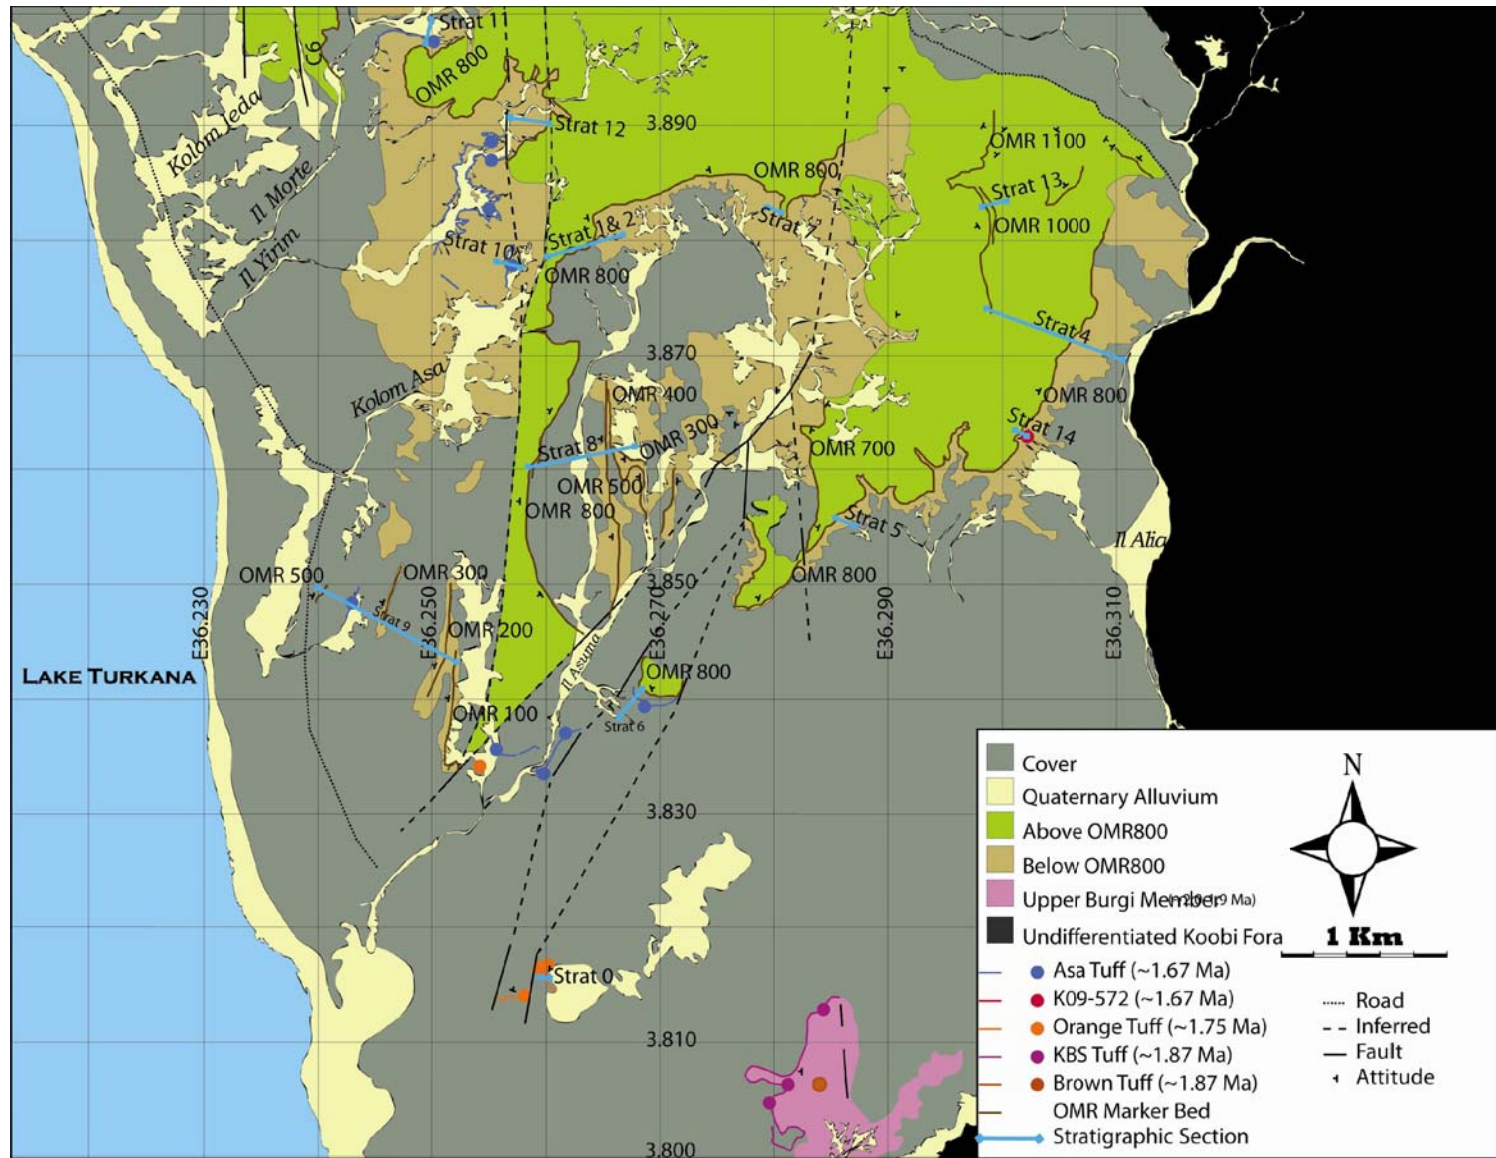 Strat 11
C6
OMR 800
Kolom Jeda
Strat 12
3.890
OMR 1100
Il Morte
OMR 800
Strat 13
Strat 7
OMR 1000
Strat 1& 2
Strat 10
Il Yirim
OMR 800
Strat 4
3.870
Kolom Asa
OMR 400
OMR 800
Strat 14
OMR 300
Strat 8
OMR 700
OMR 500
OMR 800
Strat 5
Il Alia
OMR 500
OMR 300
OMR 800
3.850
E36.230
E36.250
E36.270
E36.290
E36.310
Strat 9
OMR 200
Il Asuma
LAKE TURKANA
OMR 800
OMR 100
Strat 6
3.830
Strat 0
3.810
3.800
Cover
Quaternary Alluvium
Above OMR800
Below OMR800
Upper Burgi Member
Undifferentiated Koobi Fora
Asa Tuff (~1.67 Ma)
K09-572 (~1.67 Ma)
Orange Tuff (~1.75 Ma)
KBS Tuff (~1.87 Ma)
Brown Tuff (~1.87 Ma)
OMR Marker Bed
Stratigraphic Section
N
1 Km
Road
Inferred
Fault
Attitude